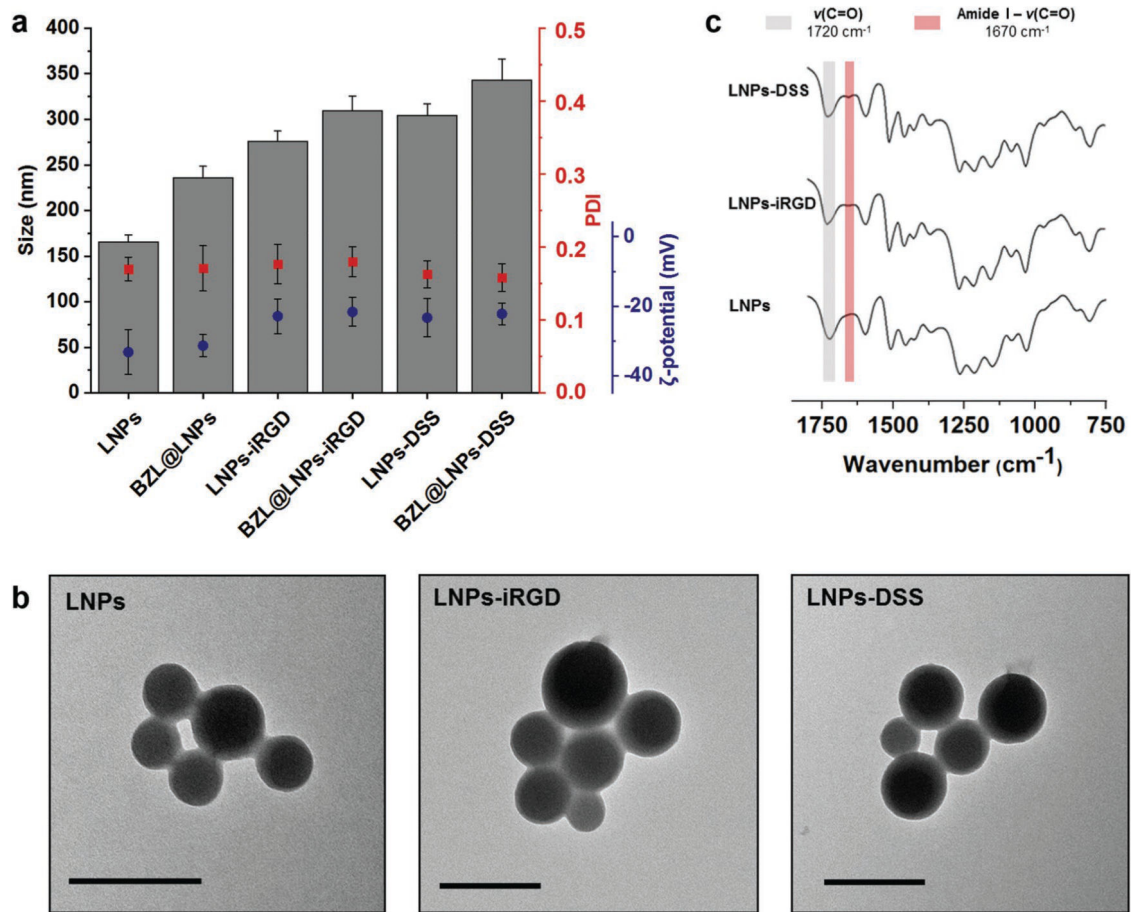 a
400
350
300
250
200
150
100
50
0
Size (nm)
0.5
0.4
0.3
0.2
0.1
0.0
PDI
0
-20
-40
ζ-potential (mV)
LNPs
BZL@LNPs
LNPs-iRGD
BZL@LNPs-iRGD
LNPs-DSS
BZL@LNPs-DSS
c
ν(C=O)
1720 cm⁻¹
Amide I – ν(C=O)
1670 cm⁻¹
LNPs-DSS
LNPs-iRGD
LNPs
1750 1500 1250 1000 750
Wavenumber (cm⁻¹)
b
LNPs
LNPs-iRGD
LNPs-DSS